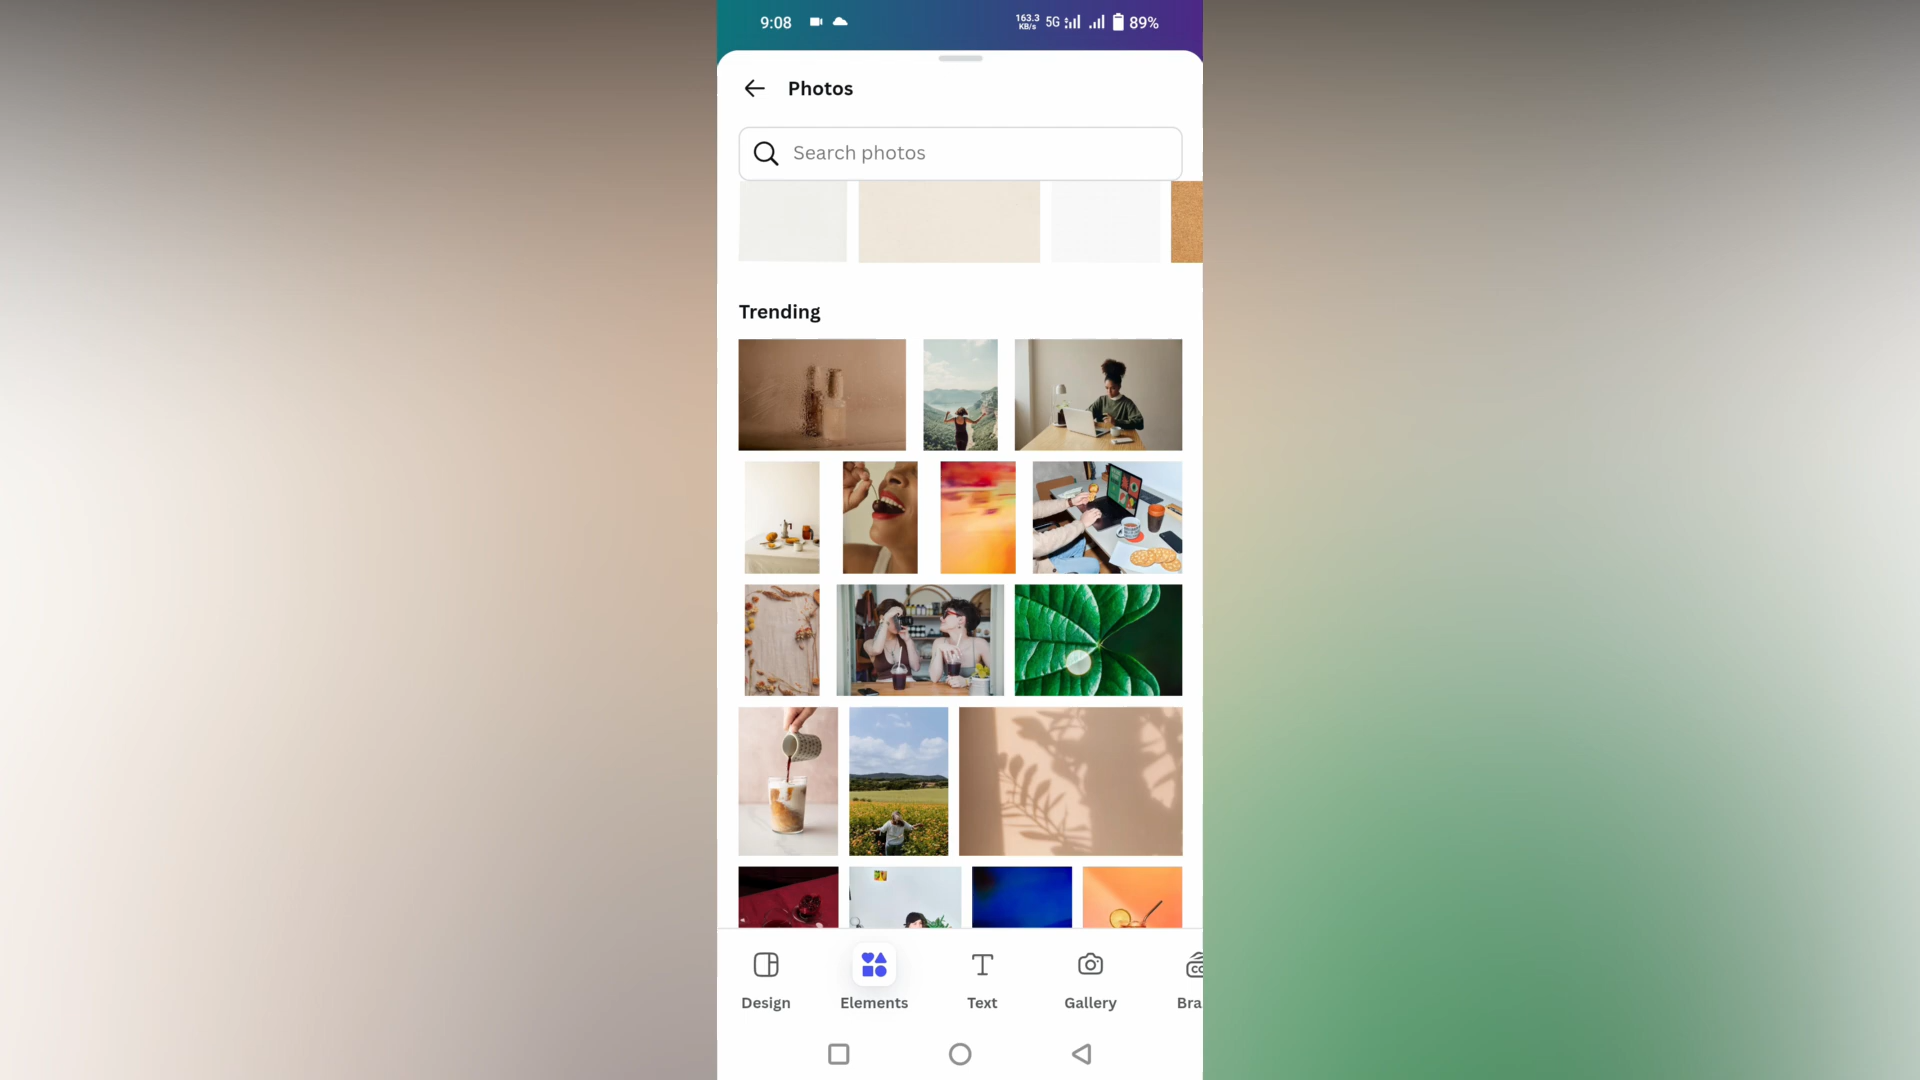 9:08 163.3 KB/s 5G 89%
Photos
Search photos
Trending
Design Elements Text Gallery Bra